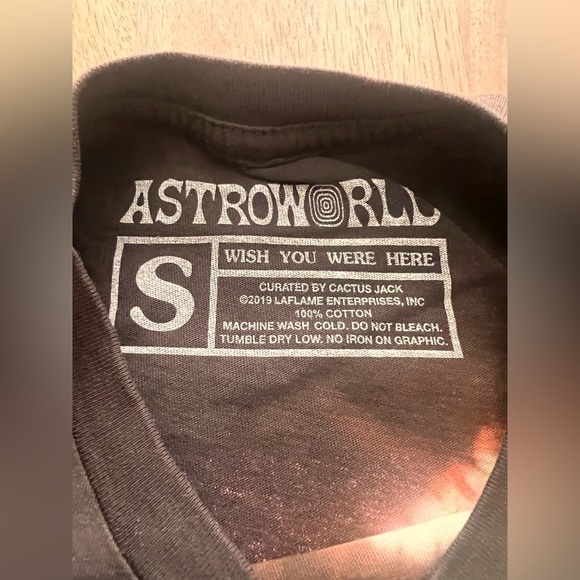 ASTROWORLD
S
WISH YOU WERE HERE
CURATED BY CACTUS JACK
©2019 LAFLAME ENTERPRISES, INC
100% COTTON
MACHINE WASH COLD. DO NOT BLEACH.
TUMBLE DRY LOW. NO IRON ON GRAPHIC.